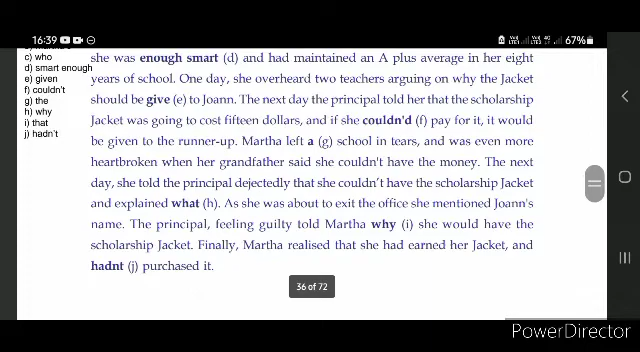 16:39
67%
c) who
d) smart enough
e) given
f) couldn't
g) the
h) why
i) that
j) hadn't
she was enough smart (d) and had maintained an A plus average in her eight
years of school. One day, she overheard two teachers arguing on why the Jacket
should be give (e) to Joann. The next day the principal told her that the scholarship
Jacket was going to cost fifteen dollars, and if she couldn'd (f) pay for it, it would
be given to the runner-up. Martha left a (g) school in tears, and was even more
heartbroken when her grandfather said she couldn't have the money. The next
day, she told the principal dejectedly that she couldn't have the scholarship Jacket
and explained what (h). As she was about to exit the office she mentioned Joann's
name. The principal, feeling guilty told Martha why (i) she would have the
scholarship Jacket. Finally, Martha realised that she had earned her Jacket, and
hadnt (j) purchased it.
36 of 72
PowerDirector